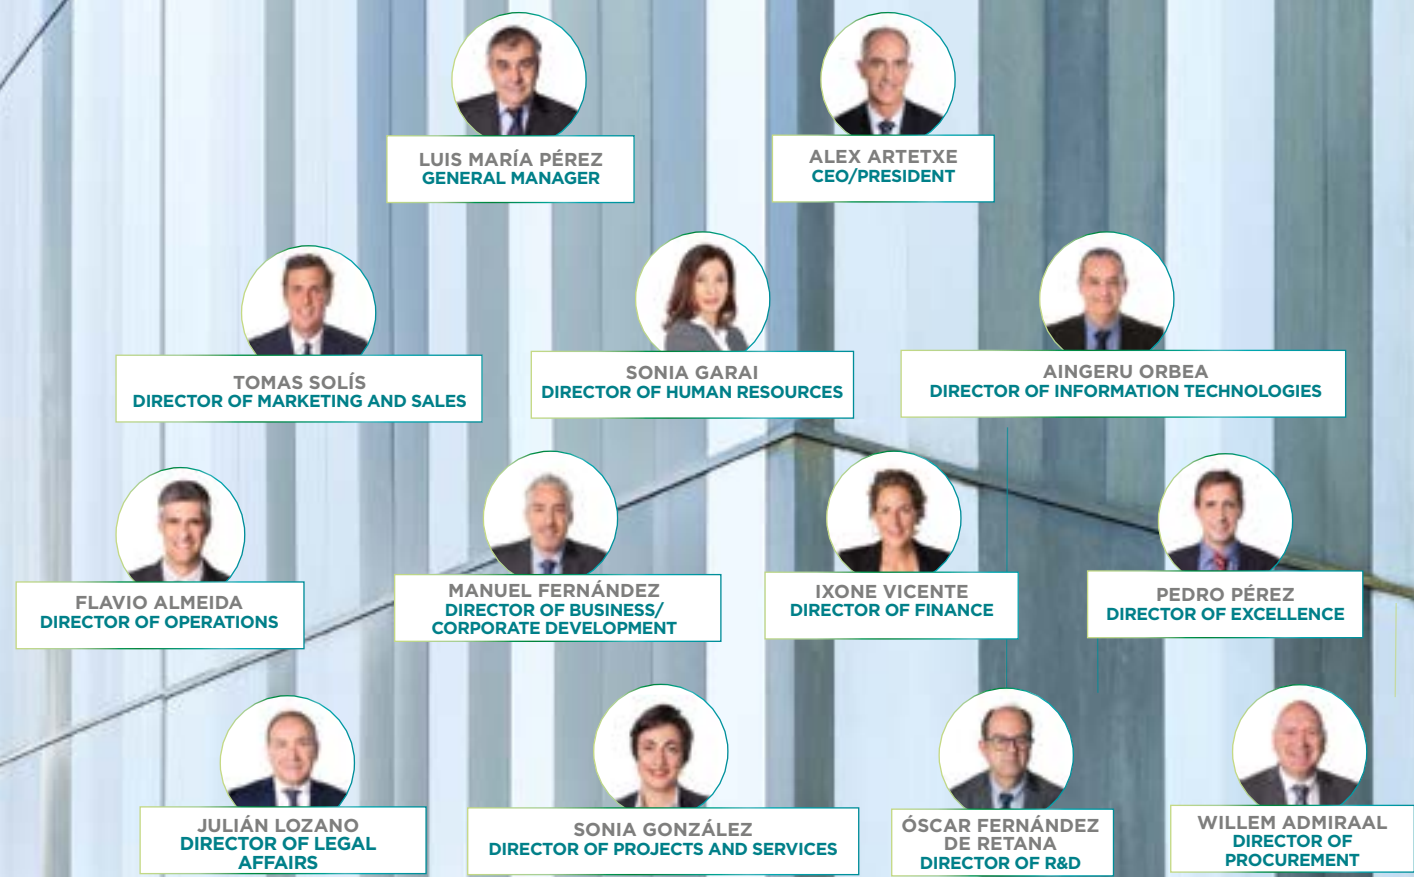 LUIS MARÍA PÉREZ
GENERAL MANAGER
ALEX ARTETXE
CEO/PRESIDENT
TOMAS SOLÍS
DIRECTOR OF MARKETING AND SALES
SONIA GARAI
DIRECTOR OF HUMAN RESOURCES
AINGERU ORBEA
DIRECTOR OF INFORMATION TECHNOLOGIES
FLAVIO ALMEIDA
DIRECTOR OF OPERATIONS
MANUEL FERNÁNDEZ
DIRECTOR OF BUSINESS/
CORPORATE DEVELOPMENT
IXONE VICENTE
DIRECTOR OF FINANCE
PEDRO PÉREZ
DIRECTOR OF EXCELLENCE
JULIÁN LOZANO
DIRECTOR OF LEGAL
AFFAIRS
SONIA GONZÁLEZ
DIRECTOR OF PROJECTS AND SERVICES
ÓSCAR FERNÁNDEZ
DE RETANA
DIRECTOR OF R&D
WILLEM ADMIRAAL
DIRECTOR OF
PROCUREMENT